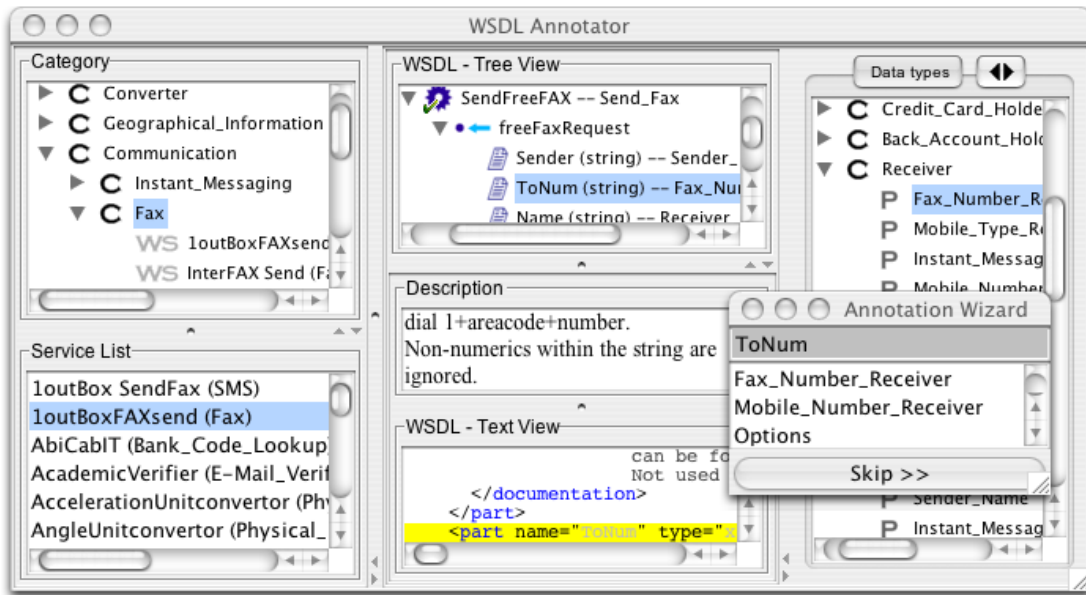 WSDL Annotator
Category
C Converter
C Geographical_Information
C Communication
C Instant_Messaging
C Fax
WS 1outBoxFAXsend
WS InterFAX Send (Fa
Service List
1outBox SendFax (SMS)
1outBoxFAXsend (Fax)
AbiCabIT (Bank_Code_Lookup
AcademicVerifier (E-Mail_Verif
AccelerationUnitconvertor (Ph
AngleUnitconvertor (Physical_
WSDL - Tree View
SendFreeFAX -- Send_Fax
freeFaxRequest
Sender (string) -- Sender_
ToNum (string) -- Fax_Nu
Name (string) -- Receiver
Description
dial 1+areacode+number.
Non-numerics within the string are
ignored.
WSDL - Text View
can be fo
Not used
</documentation>
</part>
<part name="ToNum" type="x
Data types
C Credit_Card_Holde
C Back_Account_Hold
C Receiver
P Fax_Number_R
P Mobile_Type_R
P Instant_Messag
P Mobile_Number
Annotation Wizard
ToNum
Fax_Number_Receiver
Mobile_Number_Receiver
Options
Skip >>
P Sender_Name
P Instant_Messag